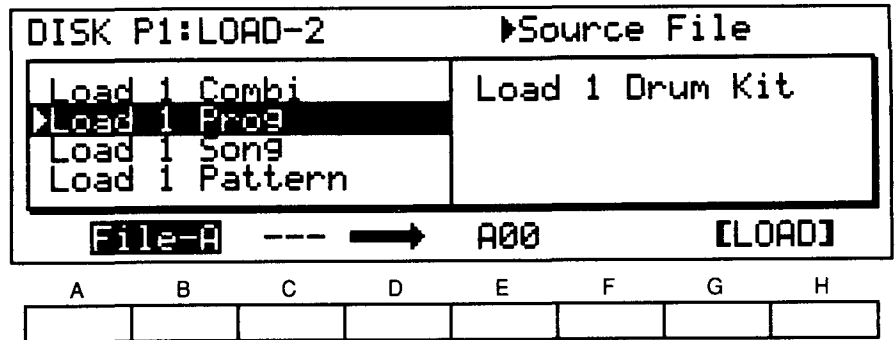 DISK P1:LOAD-2 ▶Source File
Load 1 Combi
Load 1 Prog
Load 1 Song
Load 1 Pattern
Load 1 Drum Kit
File-A --- → A00 [LOAD]
A B C D E F G H